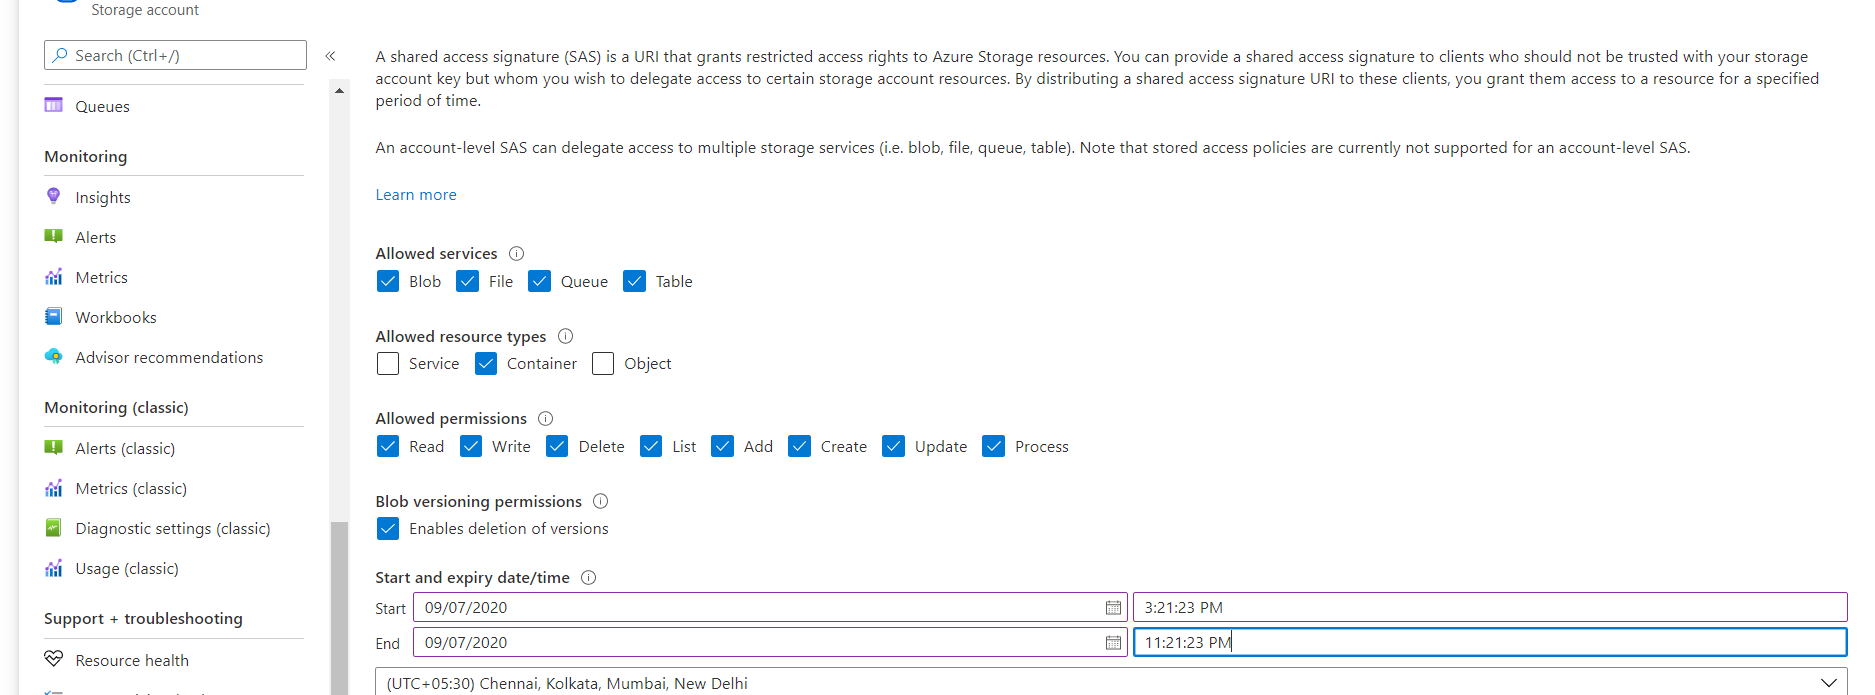 Storage account
Search (Ctrl+/)
«
Queues
Monitoring
Insights
Alerts
Metrics
Workbooks
Advisor recommendations
Monitoring (classic)
Alerts (classic)
Metrics (classic)
Diagnostic settings (classic)
Usage (classic)
Support + troubleshooting
Resource health
A shared access signature (SAS) is a URI that grants restricted access rights to Azure Storage resources. You can provide a shared access signature to clients who should not be trusted with your storage
account key but whom you wish to delegate access to certain storage account resources. By distributing a shared access signature URI to these clients, you grant them access to a resource for a specified
period of time.
An account-level SAS can delegate access to multiple storage services (i.e. blob, file, queue, table). Note that stored access policies are currently not supported for an account-level SAS.
Learn more
Allowed services
Blob File Queue Table
Allowed resource types
Service Container Object
Allowed permissions
Read Write Delete List Add Create Update Process
Blob versioning permissions
Enables deletion of versions
Start and expiry date/time
Start 09/07/2020 3:21:23 PM
End 09/07/2020 11:21:23 PM
(UTC+05:30) Chennai, Kolkata, Mumbai, New Delhi